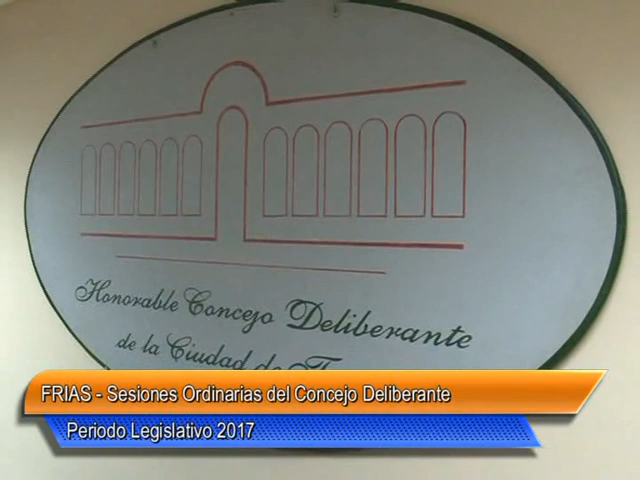 Honorable Concejo Deliberante
de la Ciudad de
FRIAS - Sesiones Ordinarias del Concejo Deliberante
Periodo Legislativo 2017